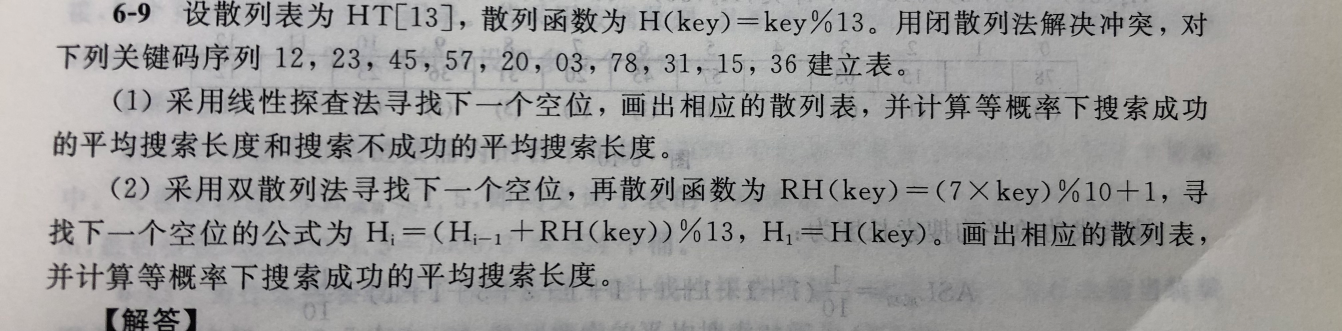 6-9 设散列表为 HT[13]，散列函数为 H(key)=key%13。用闭散列法解决冲突，对
下列关键码序列 12，23，45，57，20，03，78，31，15，36 建立表。
（1）采用线性探查法寻找下一个空位，画出相应的散列表，并计算等概率下搜索成功
的平均搜索长度和搜索不成功的平均搜索长度。
（2）采用双散列法寻找下一个空位，再散列函数为 RH(key)=(7×key)%10+1，寻
找下一个空位的公式为 Hᵢ=(Hᵢ₋₁+RH(key))%13，H₁=H(key)。画出相应的散列表，
并计算等概率下搜索成功的平均搜索长度。
【解答】